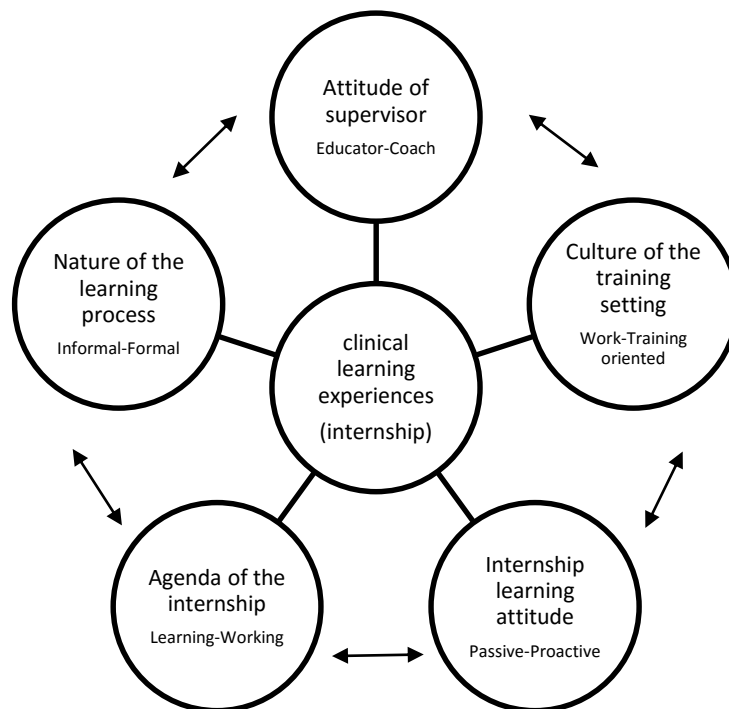 Attitude of
supervisor
Educator-Coach
Nature of the
learning
process
Informal-Formal
Culture of the
training
setting
Work-Training
oriented
clinical
learning
experiences
(internship)
Agenda of the
internship
Learning-Working
Internship
learning
attitude
Passive-Proactive